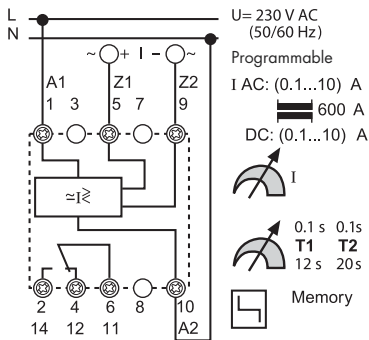 L
N
U= 230 V AC
(50/60 Hz)
~ + I - ~
Programmable
A1 Z1 Z2
1 3 5 7 9
I AC: (0.1...10) A
600 A
DC: (0.1...10) A
≂I≷
I
0.1 s 0.1s
T1 T2
12 s 20s
2 4 6 8 10
14 12 11 A2
Memory